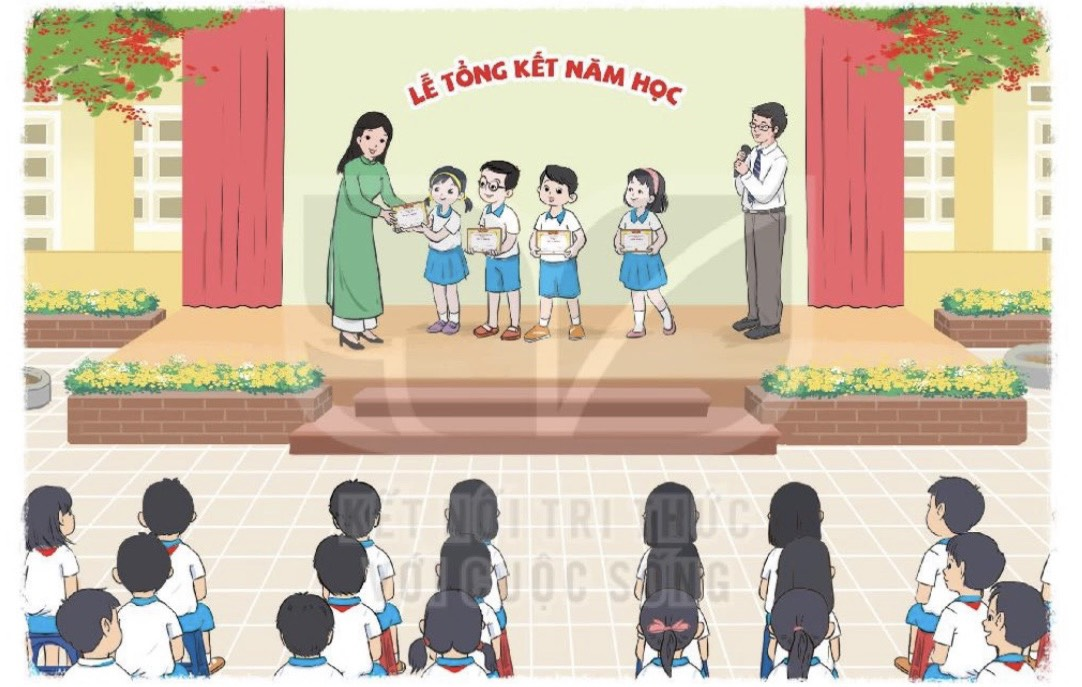 LỄ TỔNG KẾT NĂM HỌC
KẾT NỐI TRI THỨC
VỚI CUỘC SỐNG